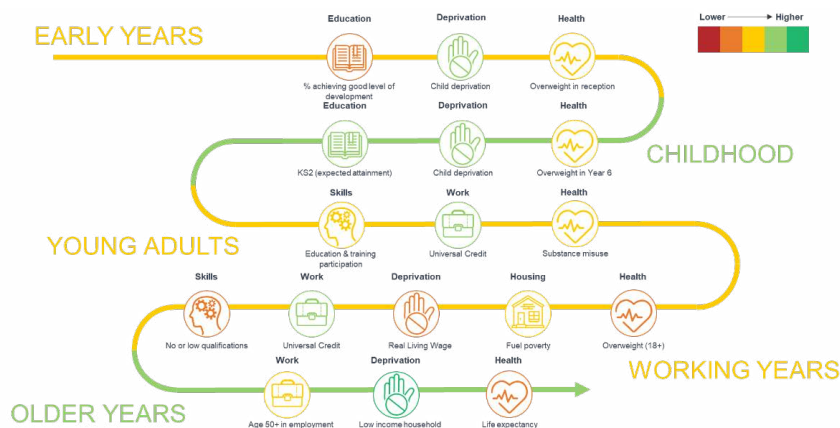 Lower
Higher
EARLY YEARS
Education
Deprivation
Health
% achieving good level of
development
Child deprivation
Overweight in reception
CHILDHOOD
Education
Deprivation
Health
KS2 (expected attainment)
Child deprivation
Overweight in Year 6
YOUNG ADULTS
Skills
Work
Health
Education & training
participation
Universal Credit
Substance misuse
Skills
Work
Deprivation
Housing
Health
No or low qualifications
Universal Credit
Real Living Wage
Fuel poverty
Overweight (18+)
WORKING YEARS
Work
Deprivation
Health
OLDER YEARS
Age 50+ in employment
Low income household
Life expectancy